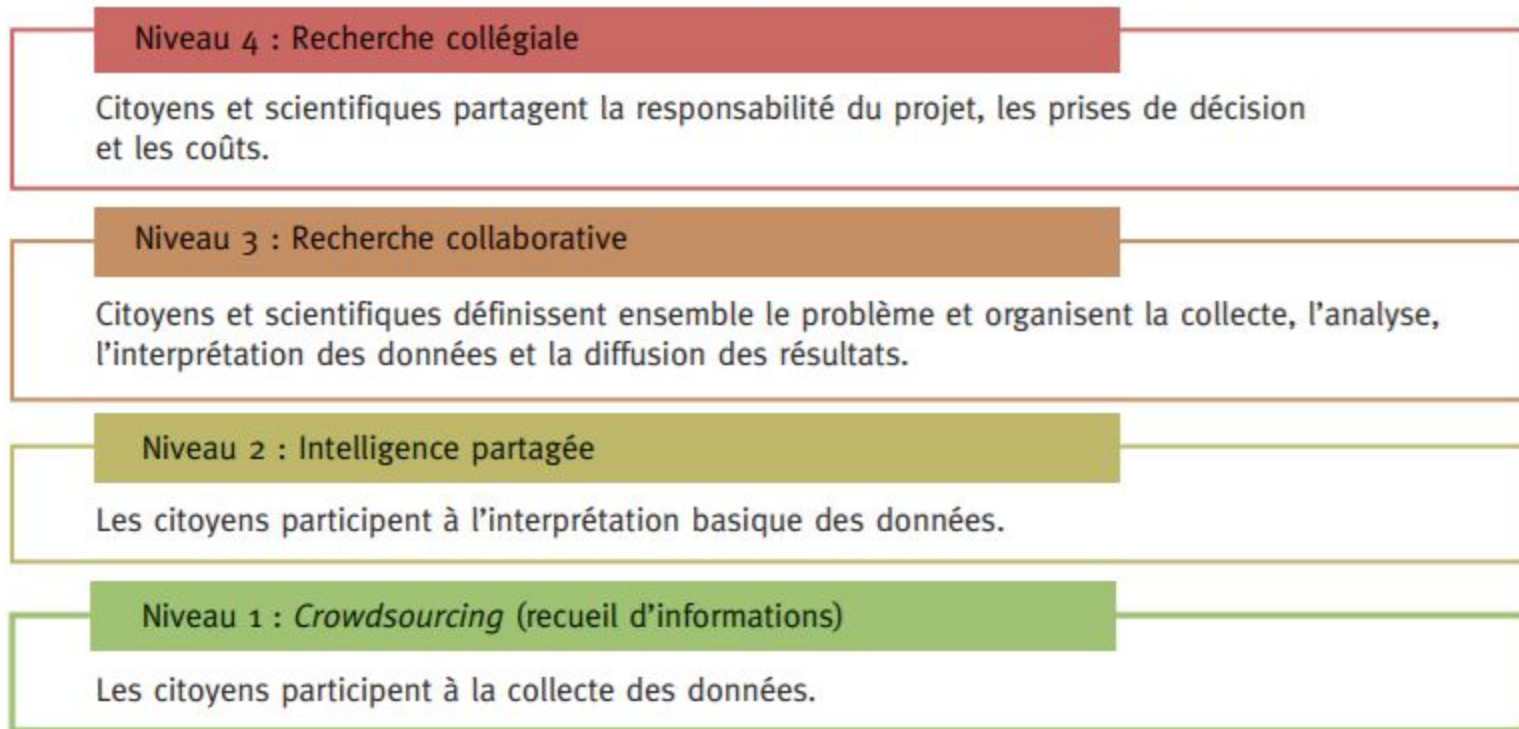 Niveau 4 : Recherche collégiale
Citoyens et scientifiques partagent la responsabilité du projet, les prises de décision
et les coûts.
Niveau 3 : Recherche collaborative
Citoyens et scientifiques définissent ensemble le problème et organisent la collecte, l’analyse,
l’interprétation des données et la diffusion des résultats.
Niveau 2 : Intelligence partagée
Les citoyens participent à l’interprétation basique des données.
Niveau 1 : Crowdsourcing (recueil d’informations)
Les citoyens participent à la collecte des données.